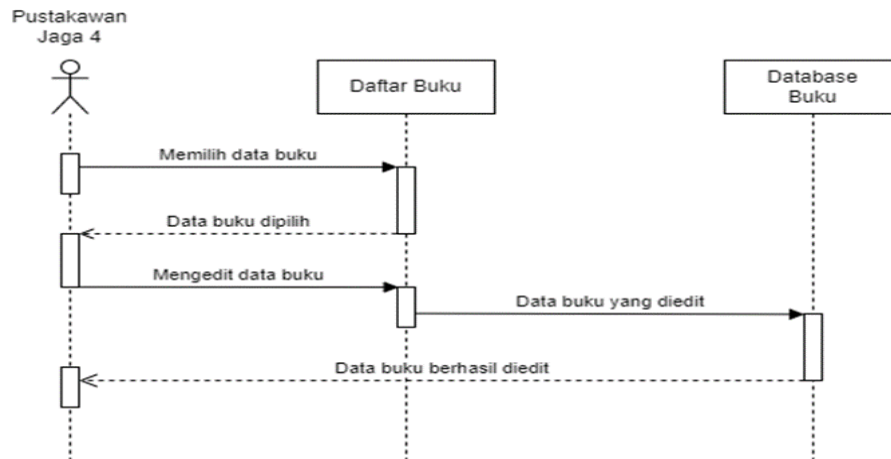 Pustakawan
Jaga 4
Daftar Buku
Database
Buku
Memilih data buku
Data buku dipilih
Mengedit data buku
Data buku yang diedit
Data buku berhasil diedit